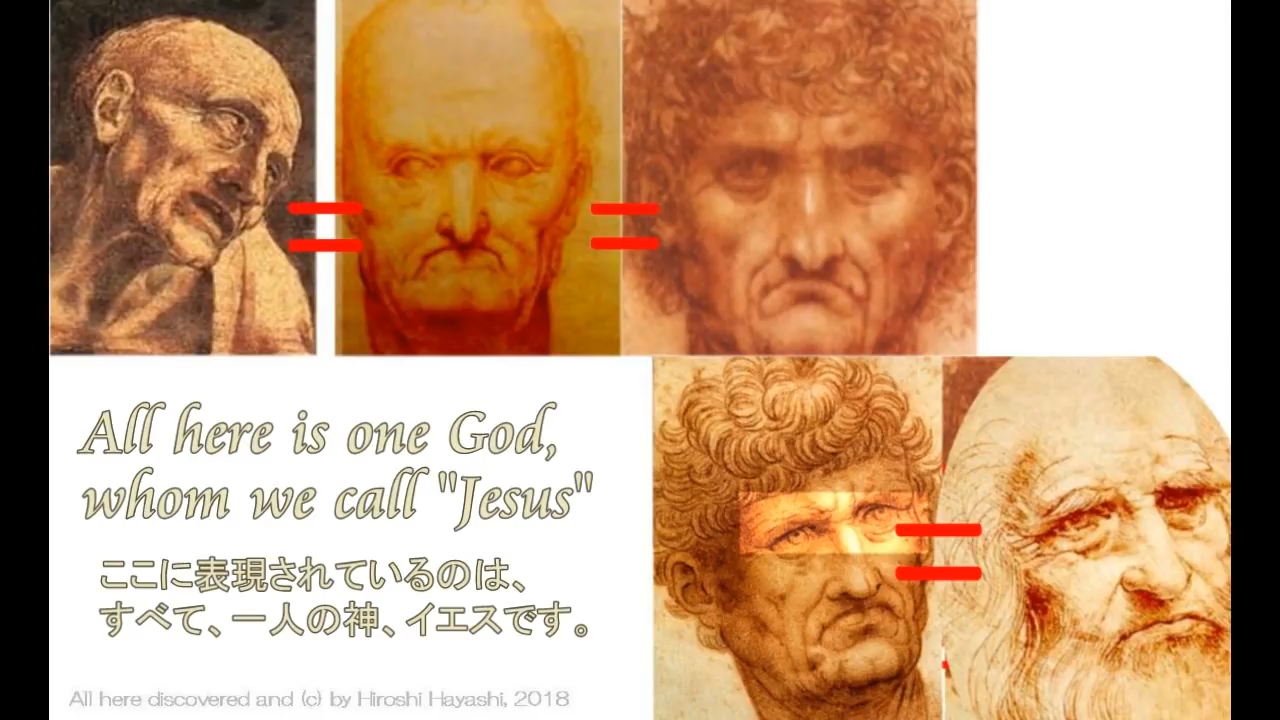 All here is one God,
whom we call "Jesus"
ここに表現されているのは、
すべて、一人の神、イエスです。
All here discovered and (c) by Hiroshi Hayashi, 2018